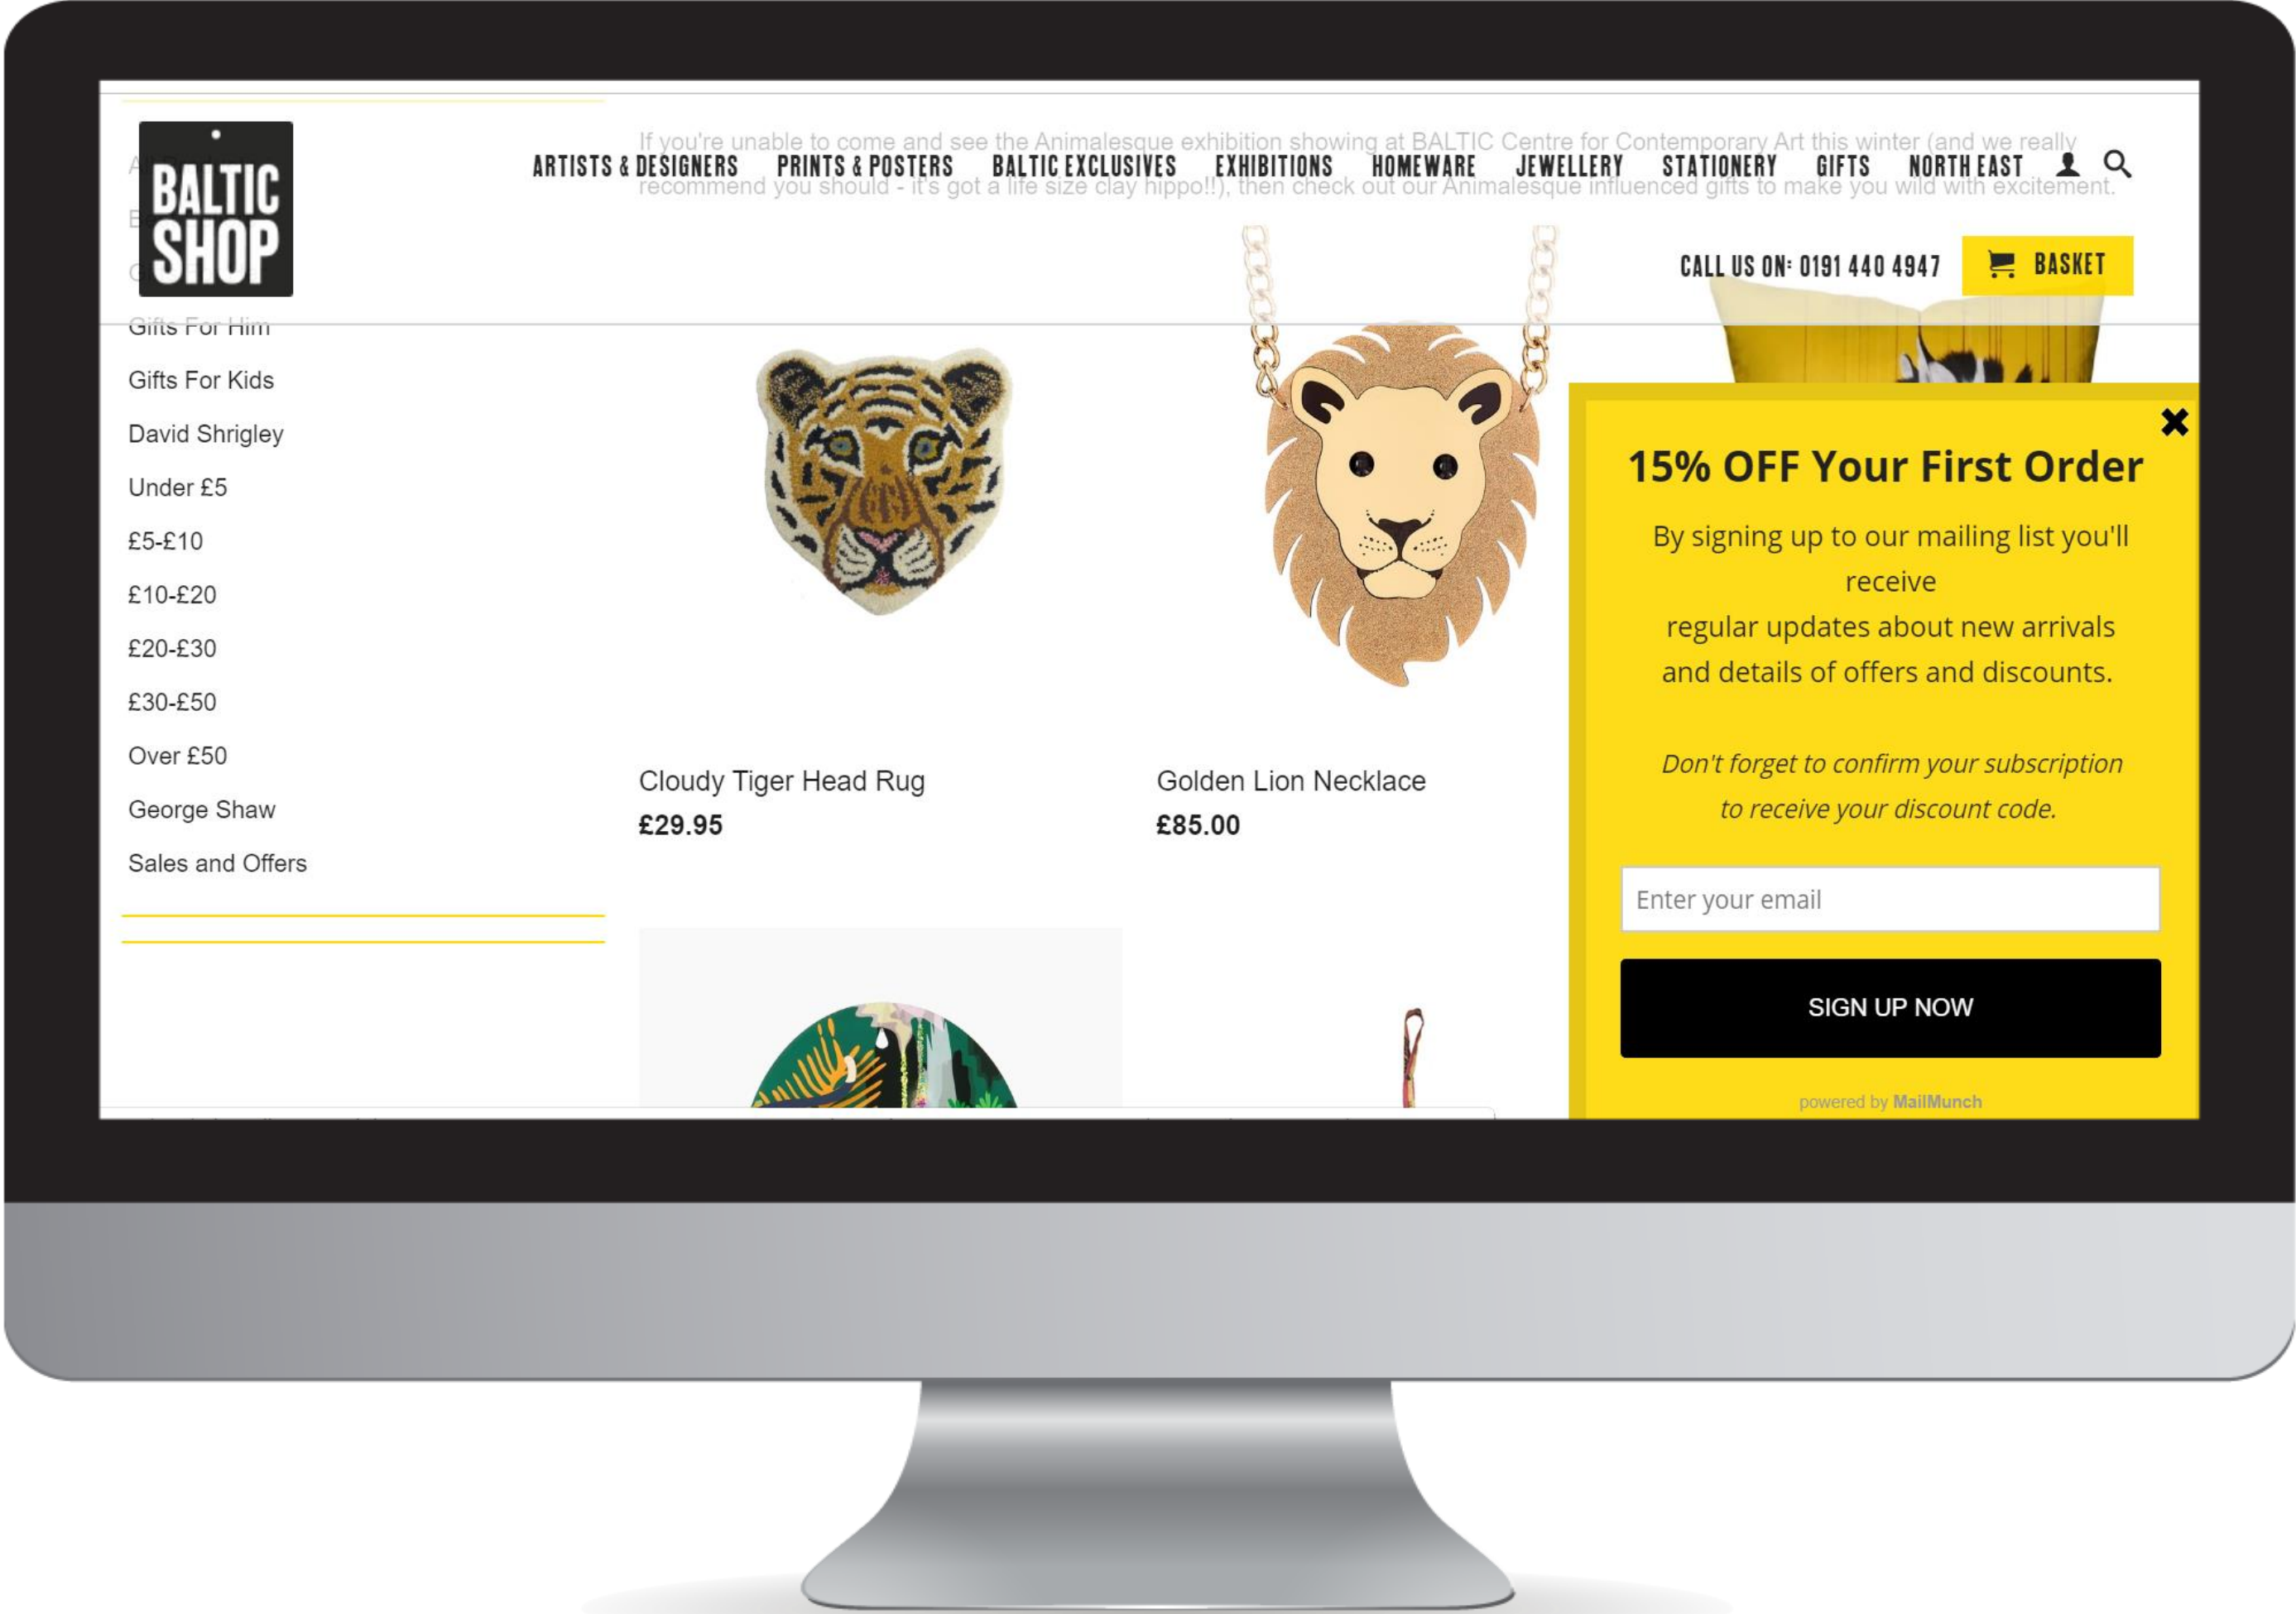 BALTIC
SHOP
If you're unable to come and see the Animalesque exhibition showing at BALTIC Centre for Contemporary Art this winter (and we really
ARTISTS & DESIGNERS PRINTS & POSTERS BALTIC EXCLUSIVES EXHIBITIONS HOMEWARE JEWELLERY STATIONERY GIFTS NORTH EAST
recommend you should - it's got a life size clay hippo!!), then check out our Animalesque influenced gifts to make you wild with excitement.
CALL US ON: 0191 440 4947 BASKET
Gifts For Him
Gifts For Kids
David Shrigley
Under £5
£5-£10
£10-£20
£20-£30
£30-£50
Over £50
George Shaw
Sales and Offers
Cloudy Tiger Head Rug
£29.95
Golden Lion Necklace
£85.00
15% OFF Your First Order
By signing up to our mailing list you'll
receive
regular updates about new arrivals
and details of offers and discounts.
Don't forget to confirm your subscription
to receive your discount code.
Enter your email
SIGN UP NOW
powered by MailMunch